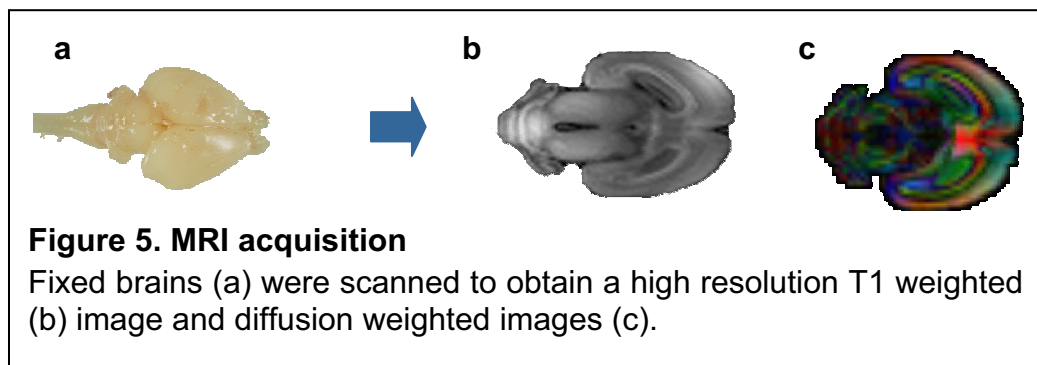 a
b
c
Figure 5. MRI acquisition
Fixed brains (a) were scanned to obtain a high resolution T1 weighted
(b) image and diffusion weighted images (c).